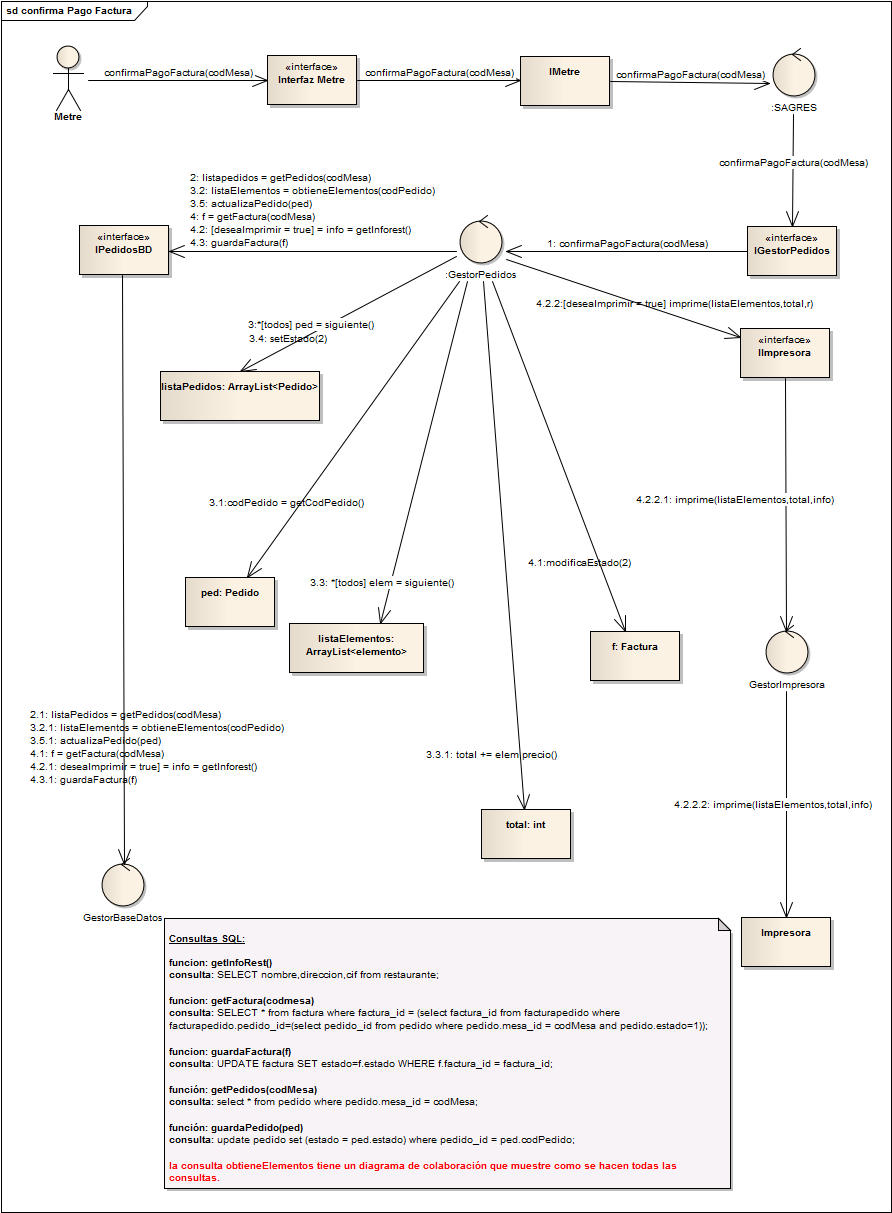 sd confirma Pago Factura
Metre
confirmaPagoFactura(codMesa)
«interface»
Interfaz Metre
confirmaPagoFactura(codMesa)
IMetre
confirmaPagoFactura(codMesa)
:SAGRES
confirmaPagoFactura(codMesa)
2: listapedidos = getPedidos(codMesa)
3.2: listaElementos = obtieneElementos(codPedido)
3.5: actualizaPedido(ped)
4: f = getFactura(codMesa)
4.2: [deseaImprimir = true] = info = getInforest()
4.3: guardaFactura(f)
«interface»
IPedidosBD
:GestorPedidos
1: confirmaPagoFactura(codMesa)
«interface»
IGestorPedidos
4.2.2:[deseaImprimir = true] imprime(listaElementos,total,r)
3:*[todos] ped = siguiente()
3.4: setEstado(2)
«interface»
IImpresora
listaPedidos: ArrayList<Pedido>
3.1:codPedido = getCodPedido()
4.2.2.1: imprime(listaElementos,total,info)
4.1:modificaEstado(2)
3.3: *[todos] elem = siguiente()
ped: Pedido
listaElementos:
ArrayList<elemento>
f: Factura
GestorImpresora
2.1: listaPedidos = getPedidos(codMesa)
3.2.1: listaElementos = obtieneElementos(codPedido)
3.5.1: actualizaPedido(ped)
4.1: f = getFactura(codMesa)
4.2.1: deseaImprimir = true] = info = getInforest()
4.3.1: guardaFactura(f)
3.3.1: total += elem.precio()
4.2.2.2: imprime(listaElementos,total,info)
total: int
GestorBaseDatos
Impresora
Consultas SQL:
funcion: getInfoRest()
consulta: SELECT nombre,direccion,cif from restaurante;
funcion: getFactura(codmesa)
consulta: SELECT * from factura where factura_id = (select factura_id from facturapedido where
facturapedido.pedido_id=(select pedido_id from pedido where pedido.mesa_id = codMesa and pedido.estado=1));
funcion: guardaFactura(f)
consulta: UPDATE factura SET estado=f.estado WHERE f.factura_id = factura_id;
función: getPedidos(codMesa)
consulta: select * from pedido where pedido.mesa_id = codMesa;
función: guardaPedido(ped)
consulta: update pedido set (estado = ped.estado) where pedido_id = ped.codPedido;
la consulta obtieneElementos tiene un diagrama de colaboración que muestre como se hacen todas las
consultas.